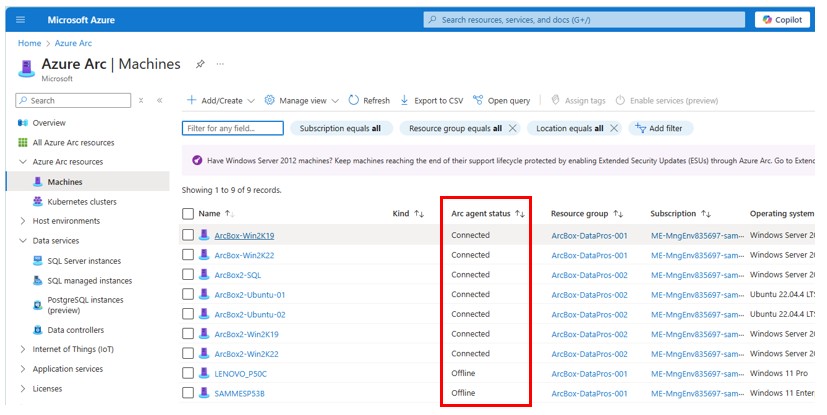 Microsoft Azure
Search resources, services, and docs (G+/)
Copilot
Home > Azure Arc >
Azure Arc | Machines
Microsoft
Search
Add/Create
Manage view
Refresh
Export to CSV
Open query
Assign tags
Enable services (preview)
Overview
All Azure Arc resources
Azure Arc resources
Machines
Kubernetes clusters
Host environments
Data services
SQL Server instances
SQL managed instances
PostgreSQL instances
(preview)
Data controllers
Internet of Things (IoT)
Application services
Licenses
Filter for any field...
Subscription equals all
Resource group equals all
Location equals all
Add filter
Have Windows Server 2012 machines? Keep machines reaching the end of their support lifecycle protected by enabling Extended Security Updates (ESUs) through Azure Arc. Go to Exten
Showing 1 to 9 of 9 records.
Name Kind Arc agent status Resource group Subscription Operating system
ArcBox-Win2K19 Connected ArcBox-DataPros-001 ME-MngEnv835697-sam... Windows Server 20
ArcBox-Win2K22 Connected ArcBox-DataPros-001 ME-MngEnv835697-sam... Windows Server 20
ArcBox2-SQL Connected ArcBox-DataPros-002 ME-MngEnv835697-sam... Windows Server 20
ArcBox2-Ubuntu-01 Connected ArcBox-DataPros-002 ME-MngEnv835697-sam... Ubuntu 22.04.4 LTS
ArcBox2-Ubuntu-02 Connected ArcBox-DataPros-002 ME-MngEnv835697-sam... Ubuntu 22.04.4 LTS
ArcBox2-Win2K19 Connected ArcBox-DataPros-002 ME-MngEnv835697-sam... Windows Server 20
ArcBox2-Win2K22 Connected ArcBox-DataPros-002 ME-MngEnv835697-sam... Windows Server 20
LENOVO_P50C Offline ArcBox-DataPros-001 ME-MngEnv835697-sam... Windows 11 Pro
SAMMESP53B Offline ArcBox-DataPros-001 ME-MngEnv835697-sam... Windows 11 Enter